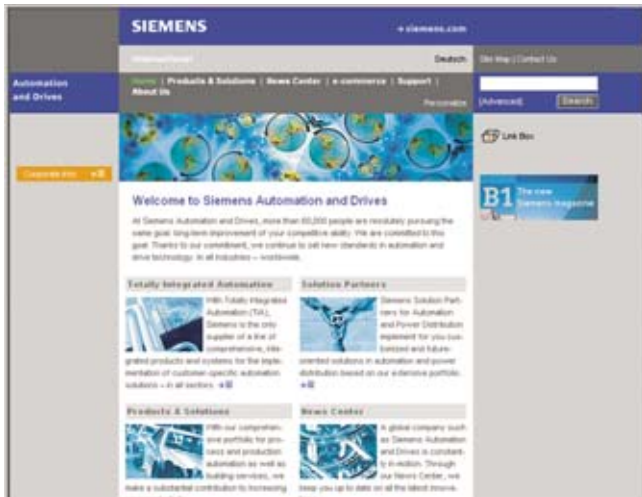 SIEMENS
siemens.com
International
Deutsch
Site Map | Contact Us
Automation
and Drives
Home | Products & Solutions | News Center | e-commerce | Support |
About Us
Personalize
[Advanced]
Search
Link Box
Corporate Info
B1 The new
Siemens magazine
Welcome to Siemens Automation and Drives
At Siemens Automation and Drives, more than 60,000 people are resolutely pursuing the
same goal: long-term improvement of your competitive ability. We are committed to this
goal. Thanks to our commitment, we continue to set new standards in automation and
drive technology. In all industries – worldwide.
Totally Integrated Automation
With Totally Integrated
Automation (TIA),
Siemens is the only
supplier of a line of
comprehensive, inte-
grated products and systems for the imple-
mentation of customer-specific automation
solutions – in all sectors.
Solution Partners
Siemens Solution Part-
ners for Automation
and Power Distribution
implement for you cus-
tomized and future-
oriented solutions in automation and power
distribution based on our extensive portfolio.
Products & Solutions
With our comprehen-
sive portfolio for pro-
cess and production
automation as well as
building services, we
make a substantial contribution to increasing
News Center
A global company such
as Siemens Automation
and Drives is constant-
ly in motion. Through
our News Center, we
keep you up to date on all the latest innova-